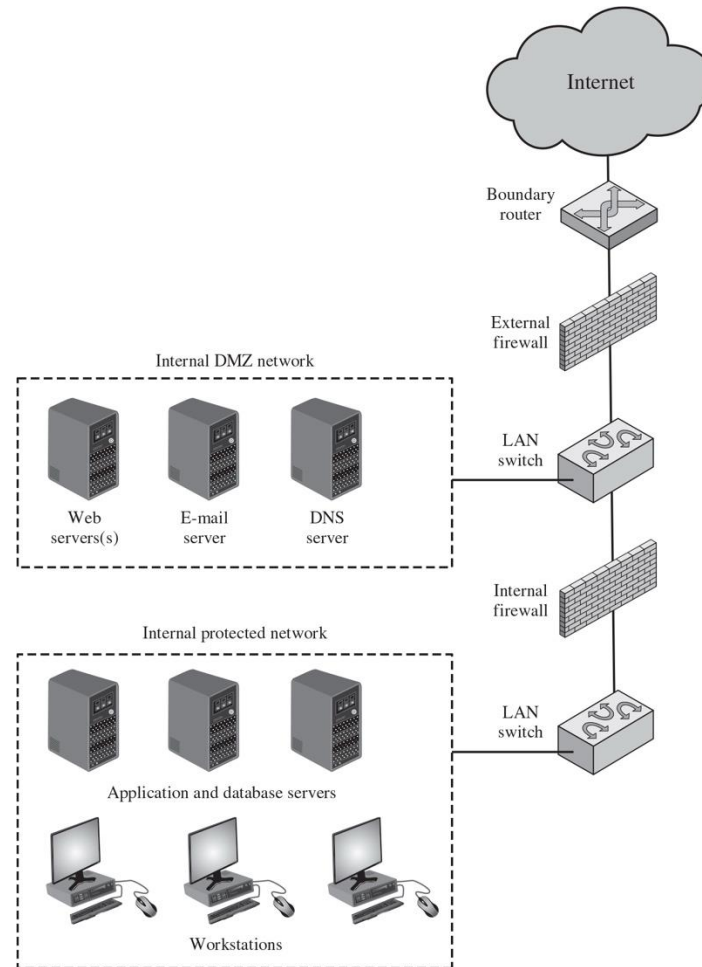 Internet
Boundary
router
External
firewall
Internal DMZ network
LAN
switch
Web
servers(s)
E-mail
server
DNS
server
Internal
firewall
Internal protected network
LAN
switch
Application and database servers
Workstations